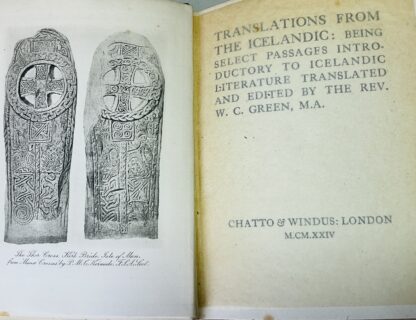 The Thor Cross, Kirk Bride, Isle of Man,
from Manx Crosses by P. M. C. Kermode, F.S.A.Scot.
TRANSLATIONS FROM
THE ICELANDIC: BEING
SELECT PASSAGES INTRO-
DUCTORY TO ICELANDIC
LITERATURE TRANSLATED
AND EDITED BY THE REV.
W. C. GREEN, M.A.
CHATTO & WINDUS: LONDON
M.CM.XXIV